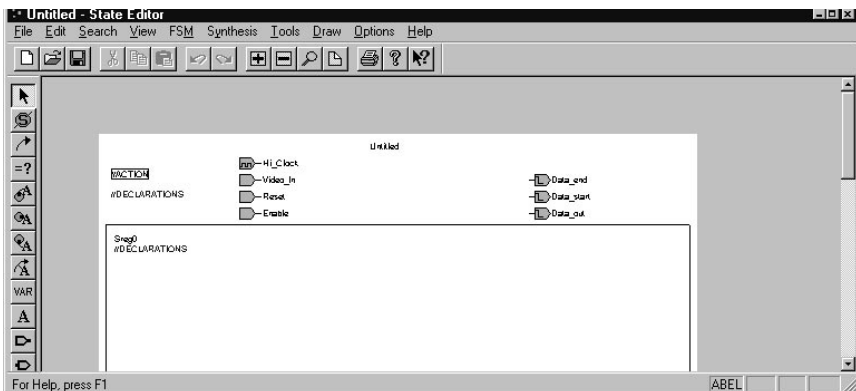 Untitled - State Editor
File Edit Search View FSM Synthesis Tools Draw Options Help
Untitled
//ACTION
//DECLARATIONS
Hi_Clock
Video_In
Reset
Enable
Data_end
Data_start
Data_out
Sreg0
//DECLARATIONS
=?
A
A
A
A
VAR
A
For Help, press F1
ABEL